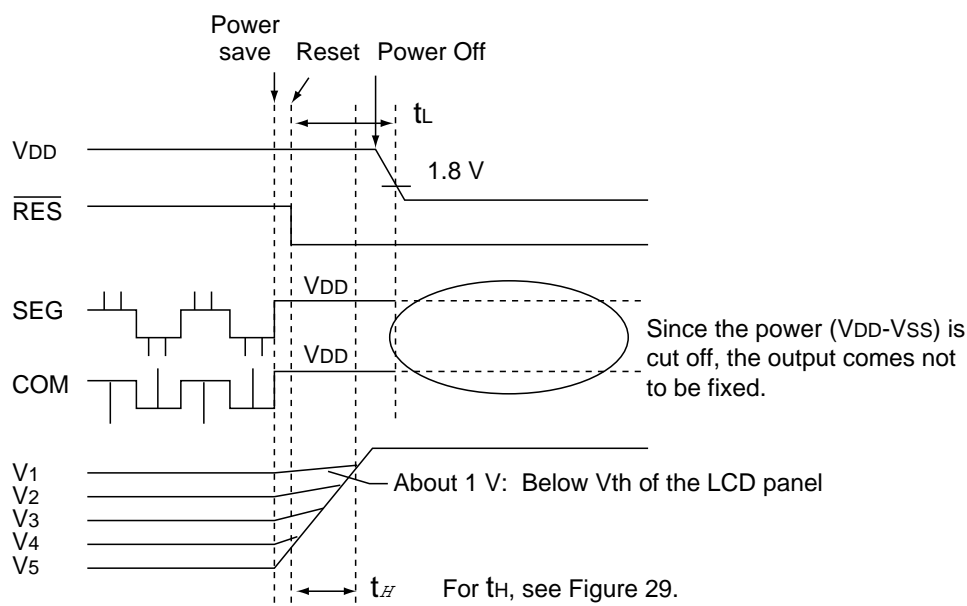 Power
save
Reset
Power Off
tL
VDD
1.8 V
RES
VDD
SEG
Since the power (VDD-VSS) is
cut off, the output comes not
to be fixed.
VDD
COM
V1
About 1 V: Below Vth of the LCD panel
V2
V3
V4
V5
tH
For tH, see Figure 29.